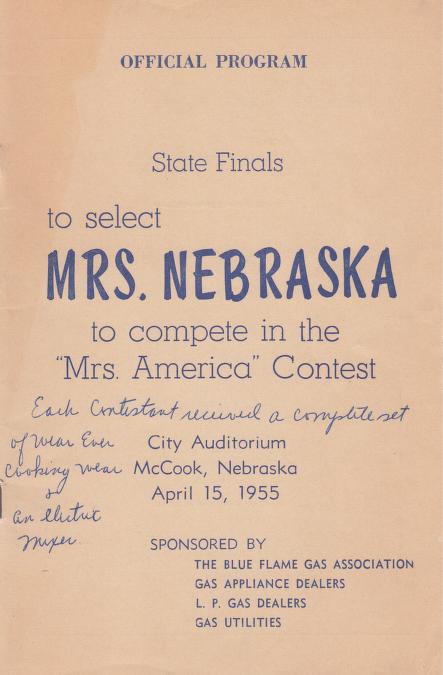 OFFICIAL PROGRAM
State Finals
to select
MRS. NEBRASKA
to compete in the
"Mrs. America" Contest
Each Contestant received a complete set
of Wear Ever
cooking wear
&
an electric
mixer.
City Auditorium
McCook, Nebraska
April 15, 1955
SPONSORED BY
THE BLUE FLAME GAS ASSOCIATION
GAS APPLIANCE DEALERS
L. P. GAS DEALERS
GAS UTILITIES